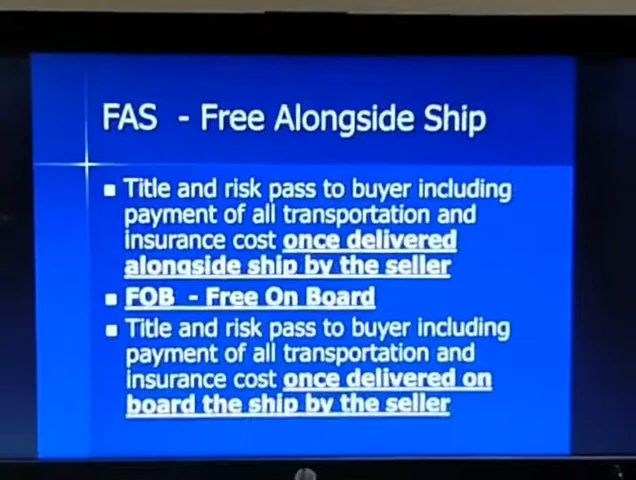 FAS - Free Alongside Ship
Title and risk pass to buyer including
payment of all transportation and
insurance cost once delivered
alongside ship by the seller
FOB - Free On Board
Title and risk pass to buyer including
payment of all transportation and
insurance cost once delivered on
board the ship by the seller